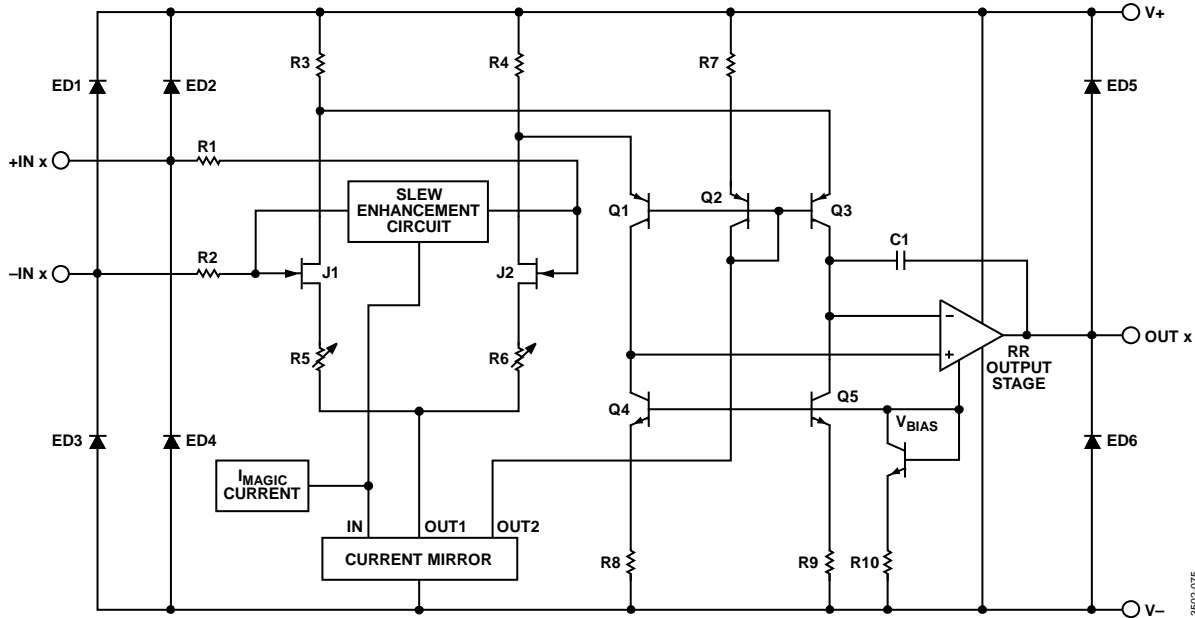 V+
R3
R4
R7
ED1
ED2
ED5
+IN x
R1
SLEW
ENHANCEMENT
CIRCUIT
Q1
Q2
Q3
C1
–IN x
R2
J1
J2
–
+
OUT x
RR
OUTPUT
STAGE
R5
R6
Q4
Q5
VBIAS
ED3
ED4
ED6
IMAGIC
CURRENT
IN
OUT1
OUT2
CURRENT MIRROR
R8
R9
R10
V–